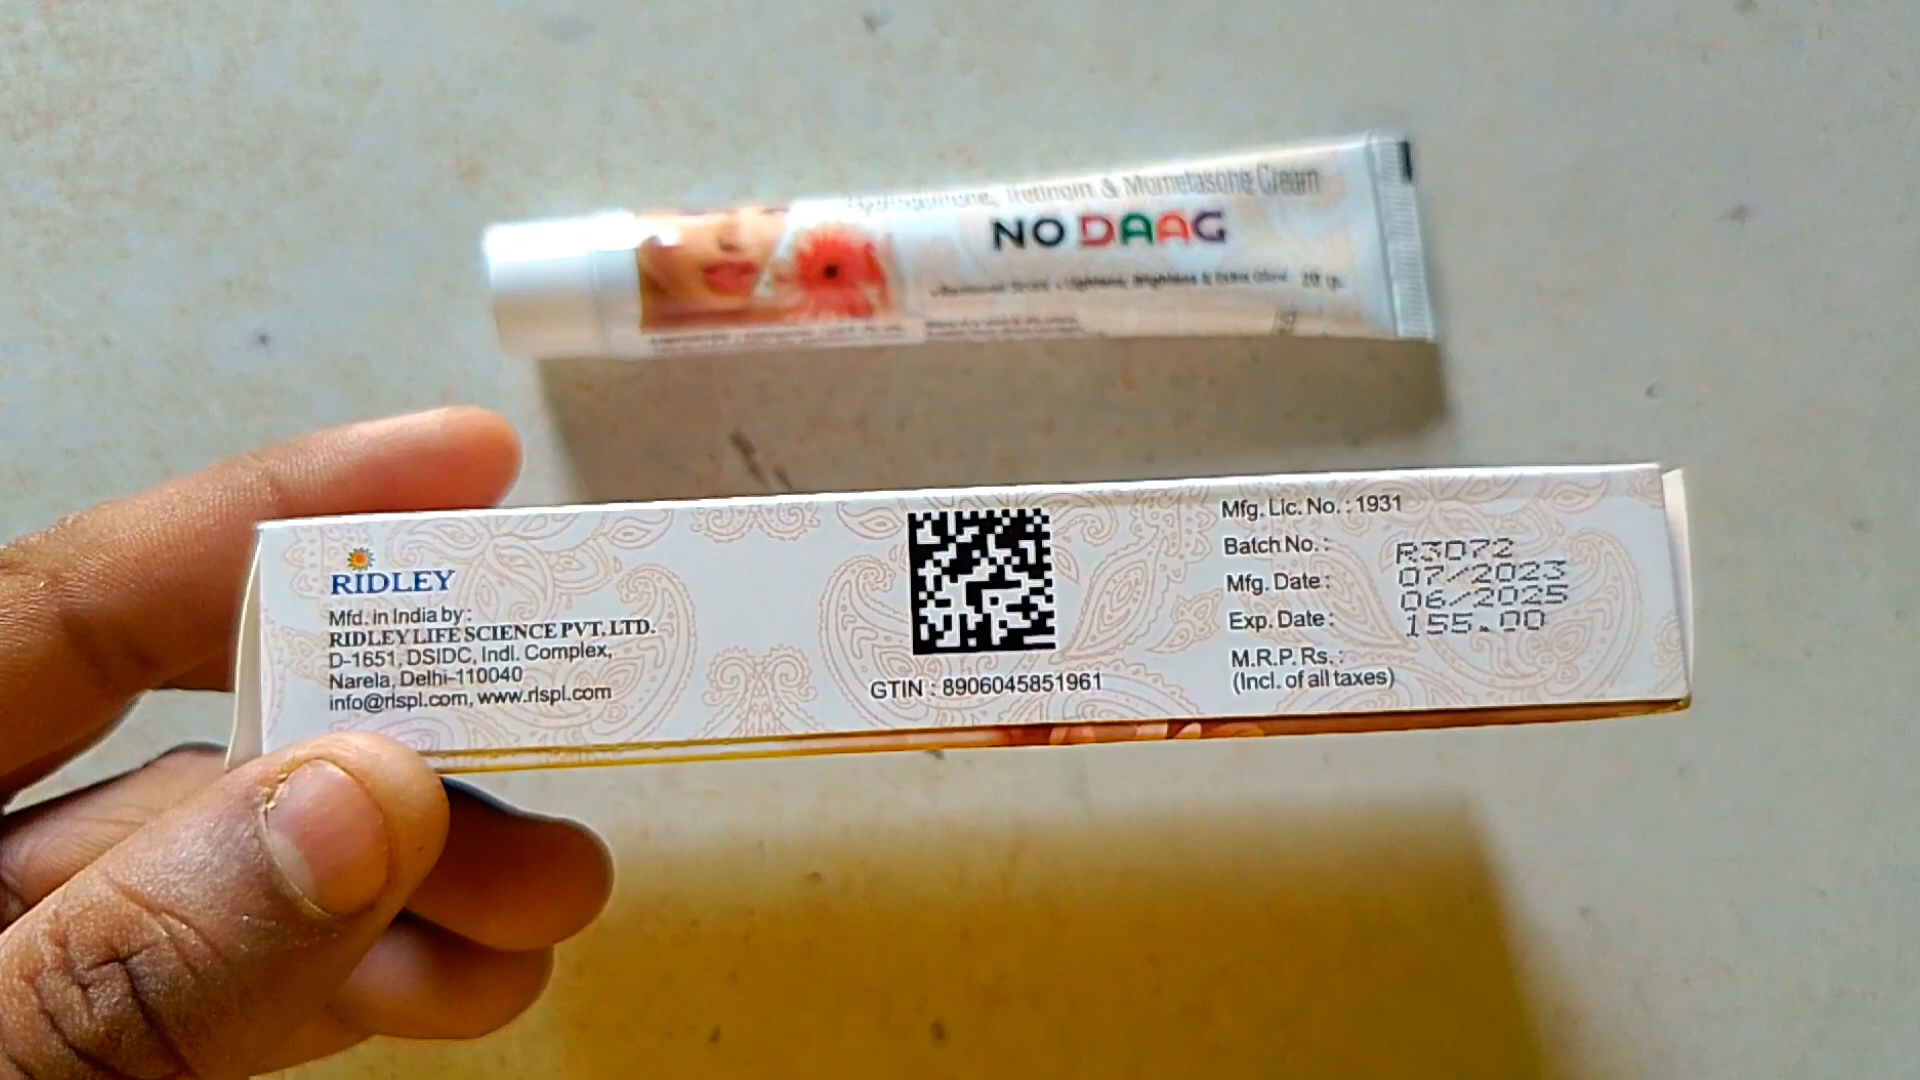 Tretinoin & Mometasone Cream
NO DAAG
RIDLEY
Mfd. in India by:
RIDLEY LIFE SCIENCE PVT. LTD.
D-1651, DSIDC, Indl. Complex,
Narela, Delhi-110040
info@rlspl.com, www.rlspl.com
GTIN : 8906045851961
Mfg. Lic. No. : 1931
Batch No. : R3072
Mfg. Date : 07/2023
Exp. Date : 06/2025
M.R.P. Rs. : 155.00
(Incl. of all taxes)